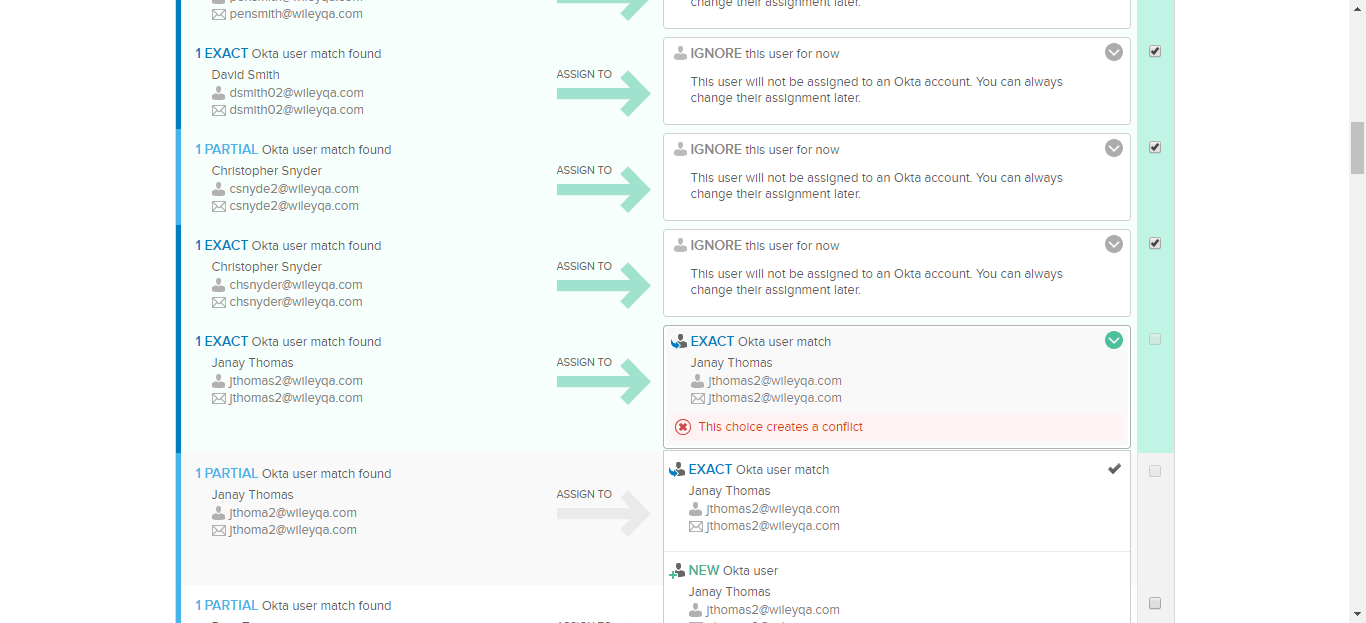 pensmith@wileyqa.com
change their assignment later.
1 EXACT Okta user match found
David Smith
dsmith02@wileyqa.com
dsmith02@wileyqa.com
ASSIGN TO
IGNORE this user for now
This user will not be assigned to an Okta account. You can always
change their assignment later.
1 PARTIAL Okta user match found
Christopher Snyder
csnyde2@wileyqa.com
csnyde2@wileyqa.com
ASSIGN TO
IGNORE this user for now
This user will not be assigned to an Okta account. You can always
change their assignment later.
1 EXACT Okta user match found
Christopher Snyder
chsnyder@wileyqa.com
chsnyder@wileyqa.com
ASSIGN TO
IGNORE this user for now
This user will not be assigned to an Okta account. You can always
change their assignment later.
1 EXACT Okta user match found
Janay Thomas
jthomas2@wileyqa.com
jthomas2@wileyqa.com
ASSIGN TO
EXACT Okta user match
Janay Thomas
jthomas2@wileyqa.com
jthomas2@wileyqa.com
This choice creates a conflict
1 PARTIAL Okta user match found
Janay Thomas
jthoma2@wileyqa.com
jthoma2@wileyqa.com
ASSIGN TO
EXACT Okta user match
Janay Thomas
jthomas2@wileyqa.com
jthomas2@wileyqa.com
NEW Okta user
Janay Thomas
jthomas2@wileyqa.com
1 PARTIAL Okta user match found